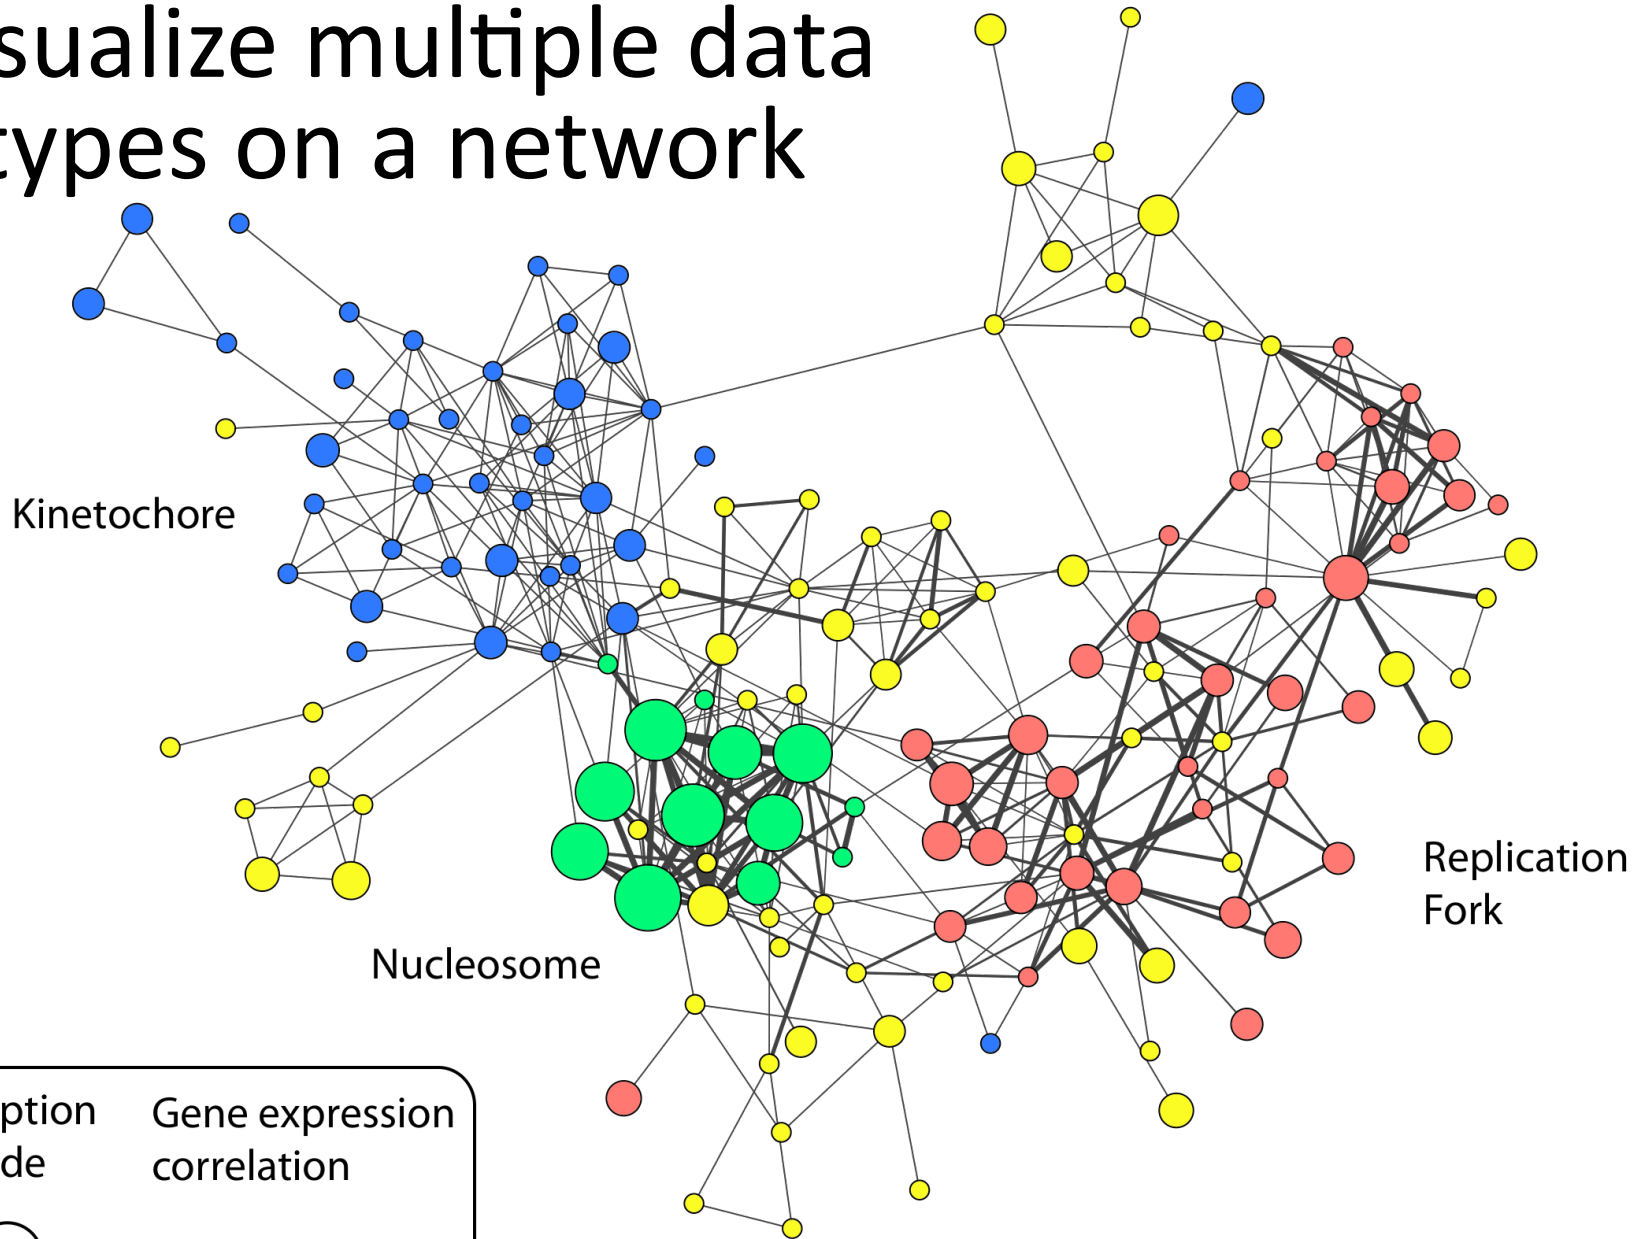 sualize multiple data
types on a network
Kinetochore
Replication
Fork
Nucleosome
ption
de
Gene expression
correlation